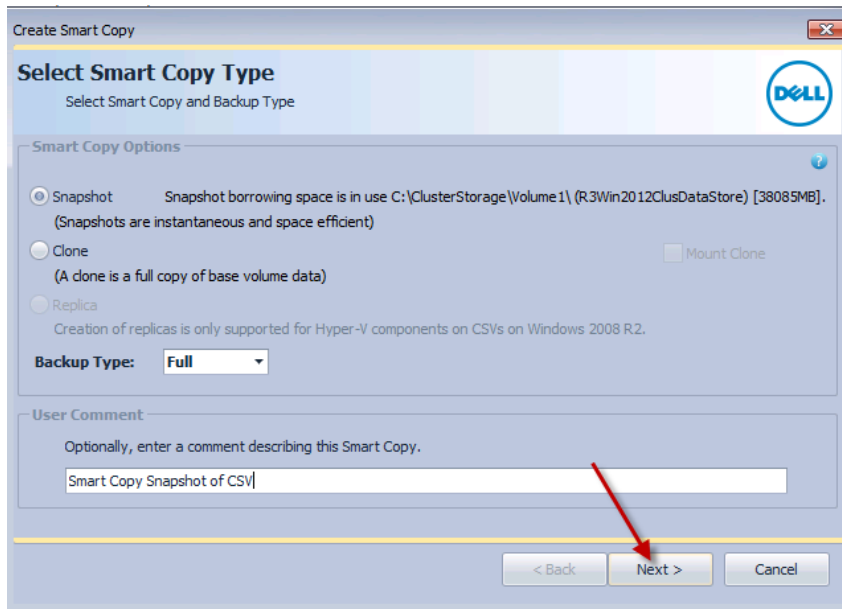 Create Smart Copy
Select Smart Copy Type
Select Smart Copy and Backup Type
DELL
Smart Copy Options
?
Snapshot Snapshot borrowing space is in use C:\ClusterStorage\Volume1\ (R3Win2012ClusDataStore) [38085MB].
(Snapshots are instantaneous and space efficient)
Clone Mount Clone
(A clone is a full copy of base volume data)
Replica
Creation of replicas is only supported for Hyper-V components on CSVs on Windows 2008 R2.
Backup Type: Full
User Comment
Optionally, enter a comment describing this Smart Copy.
Smart Copy Snapshot of CSV
< Back Next > Cancel